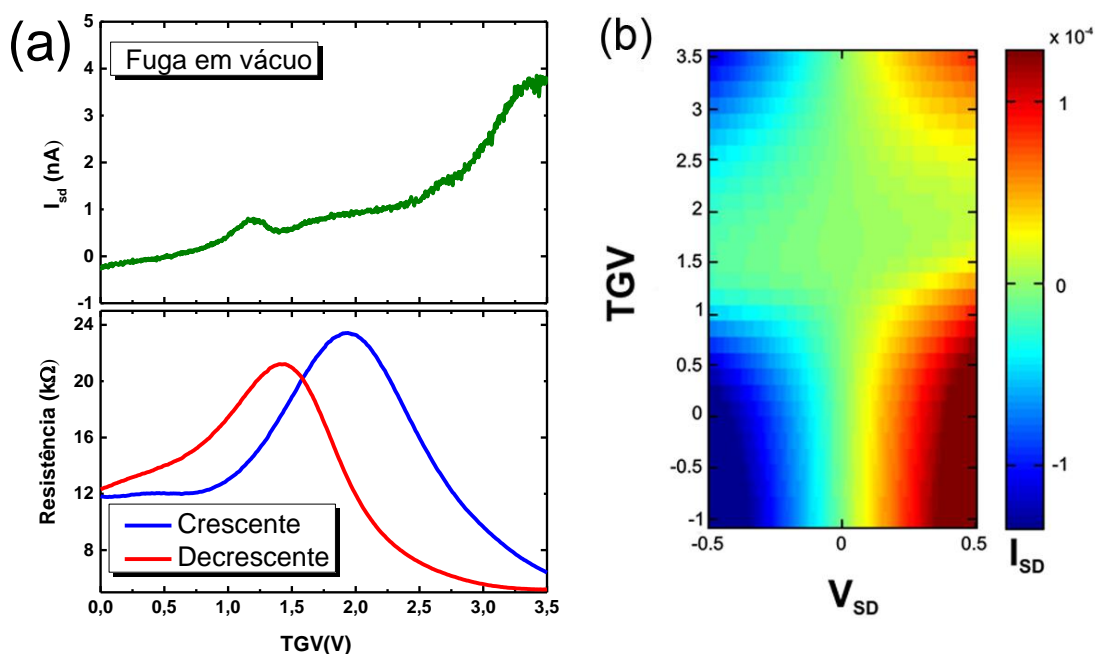 (a)
Fuga em vácuo
5
4
3
2
1
0
-1
I_sd (nA)
24
20
16
12
8
Resistência (kΩ)
Crescente
Decrescente
0,0 0,5 1,0 1,5 2,0 2,5 3,0 3,5
TGV(V)
(b)
3.5
3
2.5
2
1.5
1
0.5
0
-0.5
-1
TGV
-0.5 0 0.5
V_SD
x 10^-4
1
0
-1
I_SD